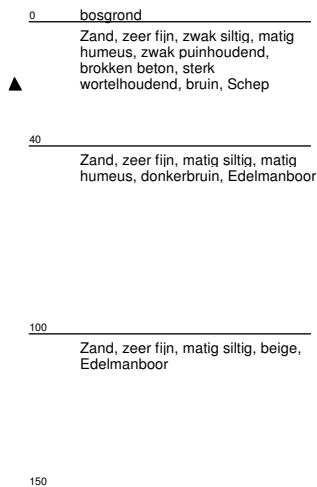 0 bosgrond
Zand, zeer fijn, zwak siltig, matig
humeus, zwak puinhoudend,
brokken beton, sterk
wortelhoudend, bruin, Schep
40
Zand, zeer fijn, matig siltig, matig
humeus, donkerbruin, Edelmanboor
100
Zand, zeer fijn, matig siltig, beige,
Edelmanboor
150